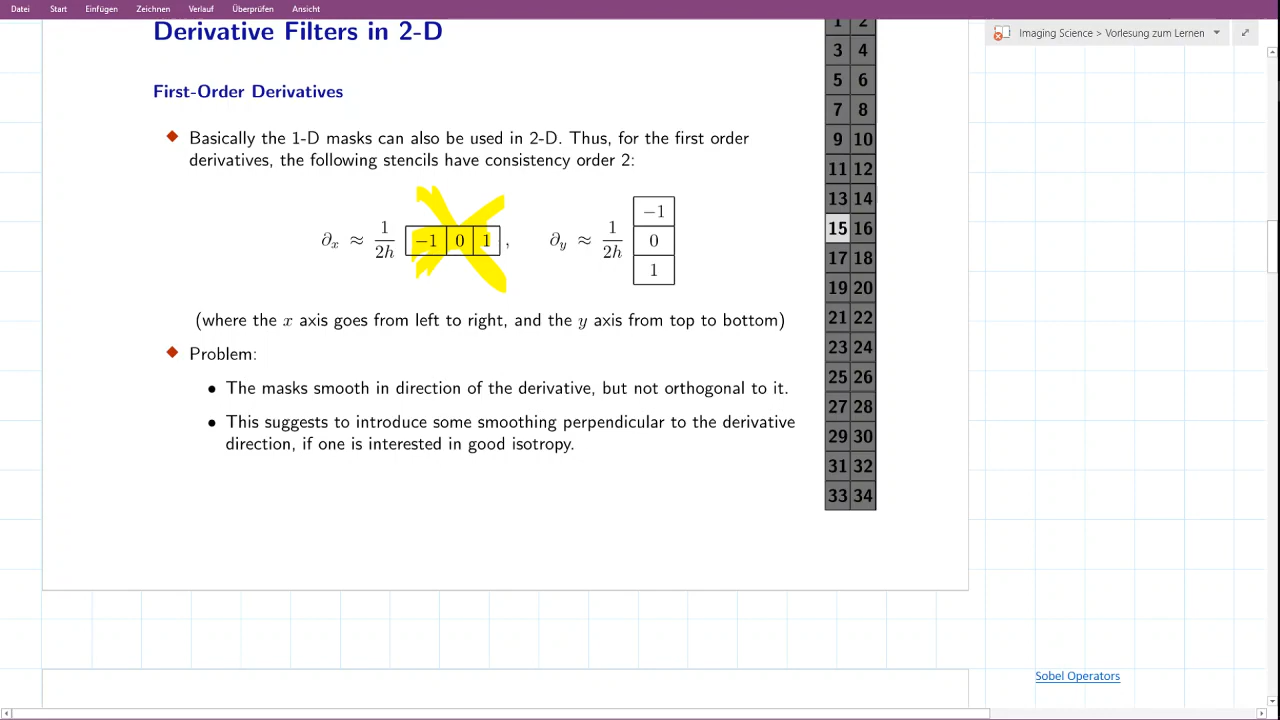 Datei Start Einfügen Zeichnen Verlauf Überprüfen Ansicht
Imaging Science > Vorlesung zum Lernen
Derivative Filters in 2-D
First-Order Derivatives
◆ Basically the 1-D masks can also be used in 2-D. Thus, for the first order
derivatives, the following stencils have consistency order 2:
∂x ≈ 1/2h −1 0 1 , ∂y ≈ 1/2h −1 0 1
(where the x axis goes from left to right, and the y axis from top to bottom)
◆ Problem:
• The masks smooth in direction of the derivative, but not orthogonal to it.
• This suggests to introduce some smoothing perpendicular to the derivative
direction, if one is interested in good isotropy.
1 2
3 4
5 6
7 8
9 10
11 12
13 14
15 16
17 18
19 20
21 22
23 24
25 26
27 28
29 30
31 32
33 34
Sobel Operators